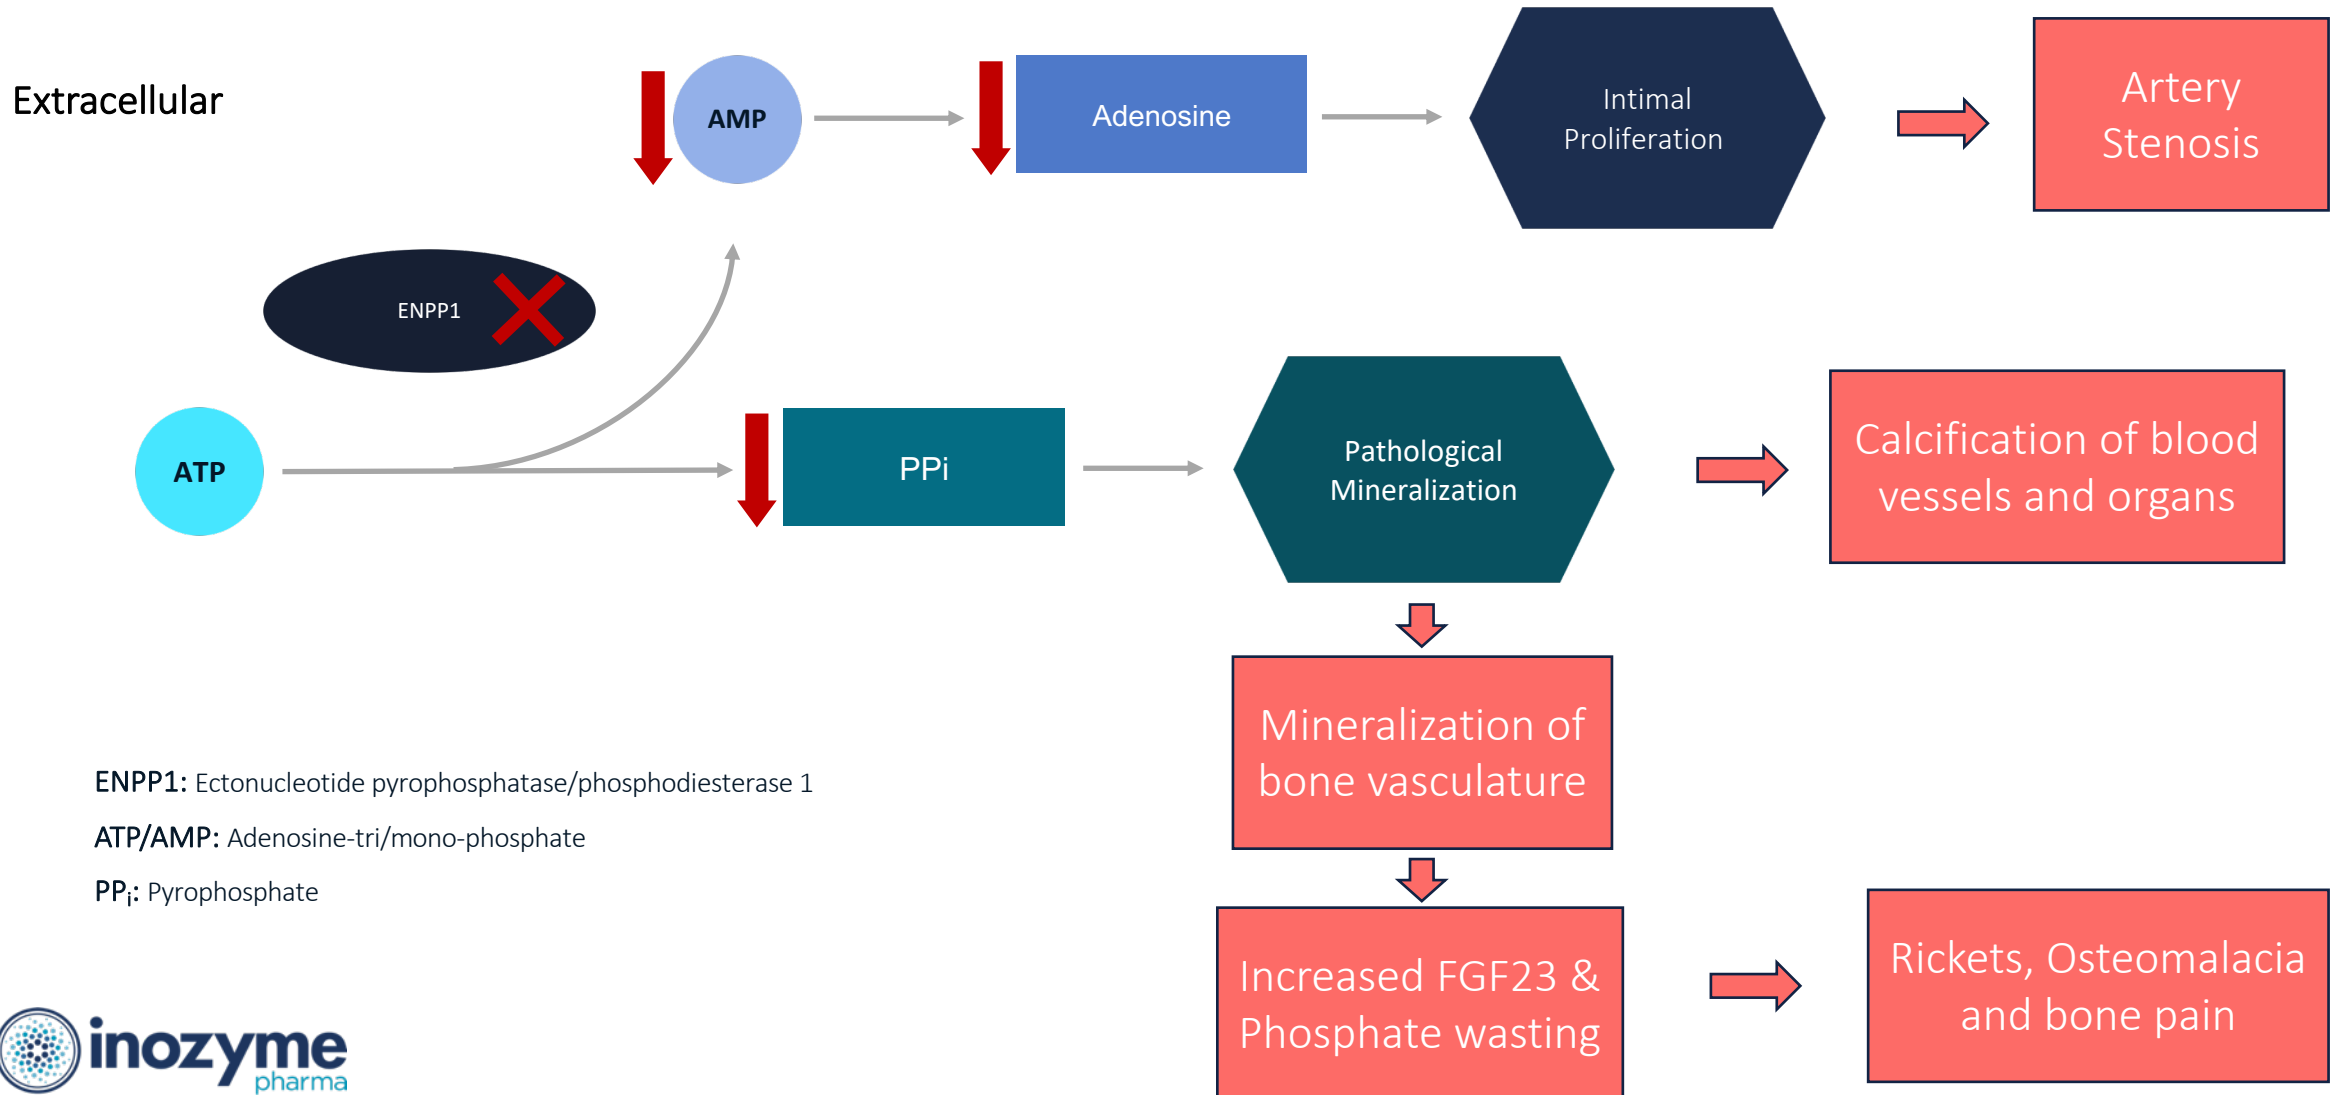 Extracellular
AMP
Adenosine
Intimal
Proliferation
Artery
Stenosis
ENPP1
ATP
PPi
Pathological
Mineralization
Calcification of blood
vessels and organs
Mineralization of
bone vasculature
Increased FGF23 &
Phosphate wasting
Rickets, Osteomalacia
and bone pain
ENPP1: Ectonucleotide pyrophosphatase/phosphodiesterase 1
ATP/AMP: Adenosine-tri/mono-phosphate
PPi: Pyrophosphate
inozyme
pharma